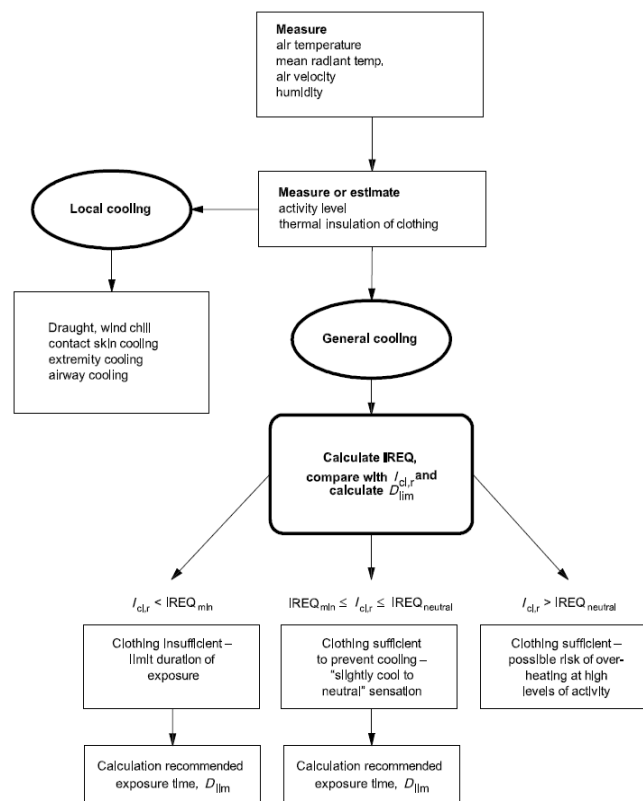 Measure
air temperature
mean radiant temp.
air velocity
humidity
Measure or estimate
activity level
thermal insulation of clothing
Local cooling
Draught, wind chill
contact skin cooling
extremity cooling
airway cooling
General cooling
Calculate IREQ,
compare with Icl,r and
calculate Dlim
Icl,r < IREQmin
IREQmin ≤ Icl,r ≤ IREQneutral
Icl,r > IREQneutral
Clothing insufficient –
limit duration of
exposure
Clothing sufficient
to prevent cooling –
"slightly cool to
neutral" sensation
Clothing sufficient –
possible risk of over-
heating at high
levels of activity
Calculation recommended
exposure time, Dlim
Calculation recommended
exposure time, Dlim